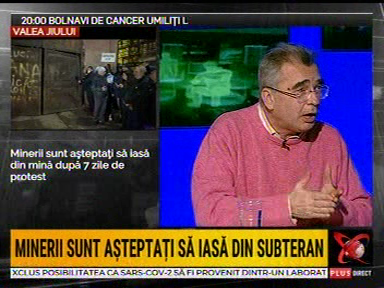 20:00 BOLNAVI DE CANCER UMILIȚI L
VALEA JIULUI
Minerii sunt așteptați să iasă
din mină după 7 zile de
protest
MINERII SUNT AȘTEPTAȚI SĂ IASĂ DIN SUBTERAN
XCLUS POSIBILITATEA CA SARS-COV-2 SĂ FI PROVENIT DINTR-UN LABORAT
PLUS DIRECT